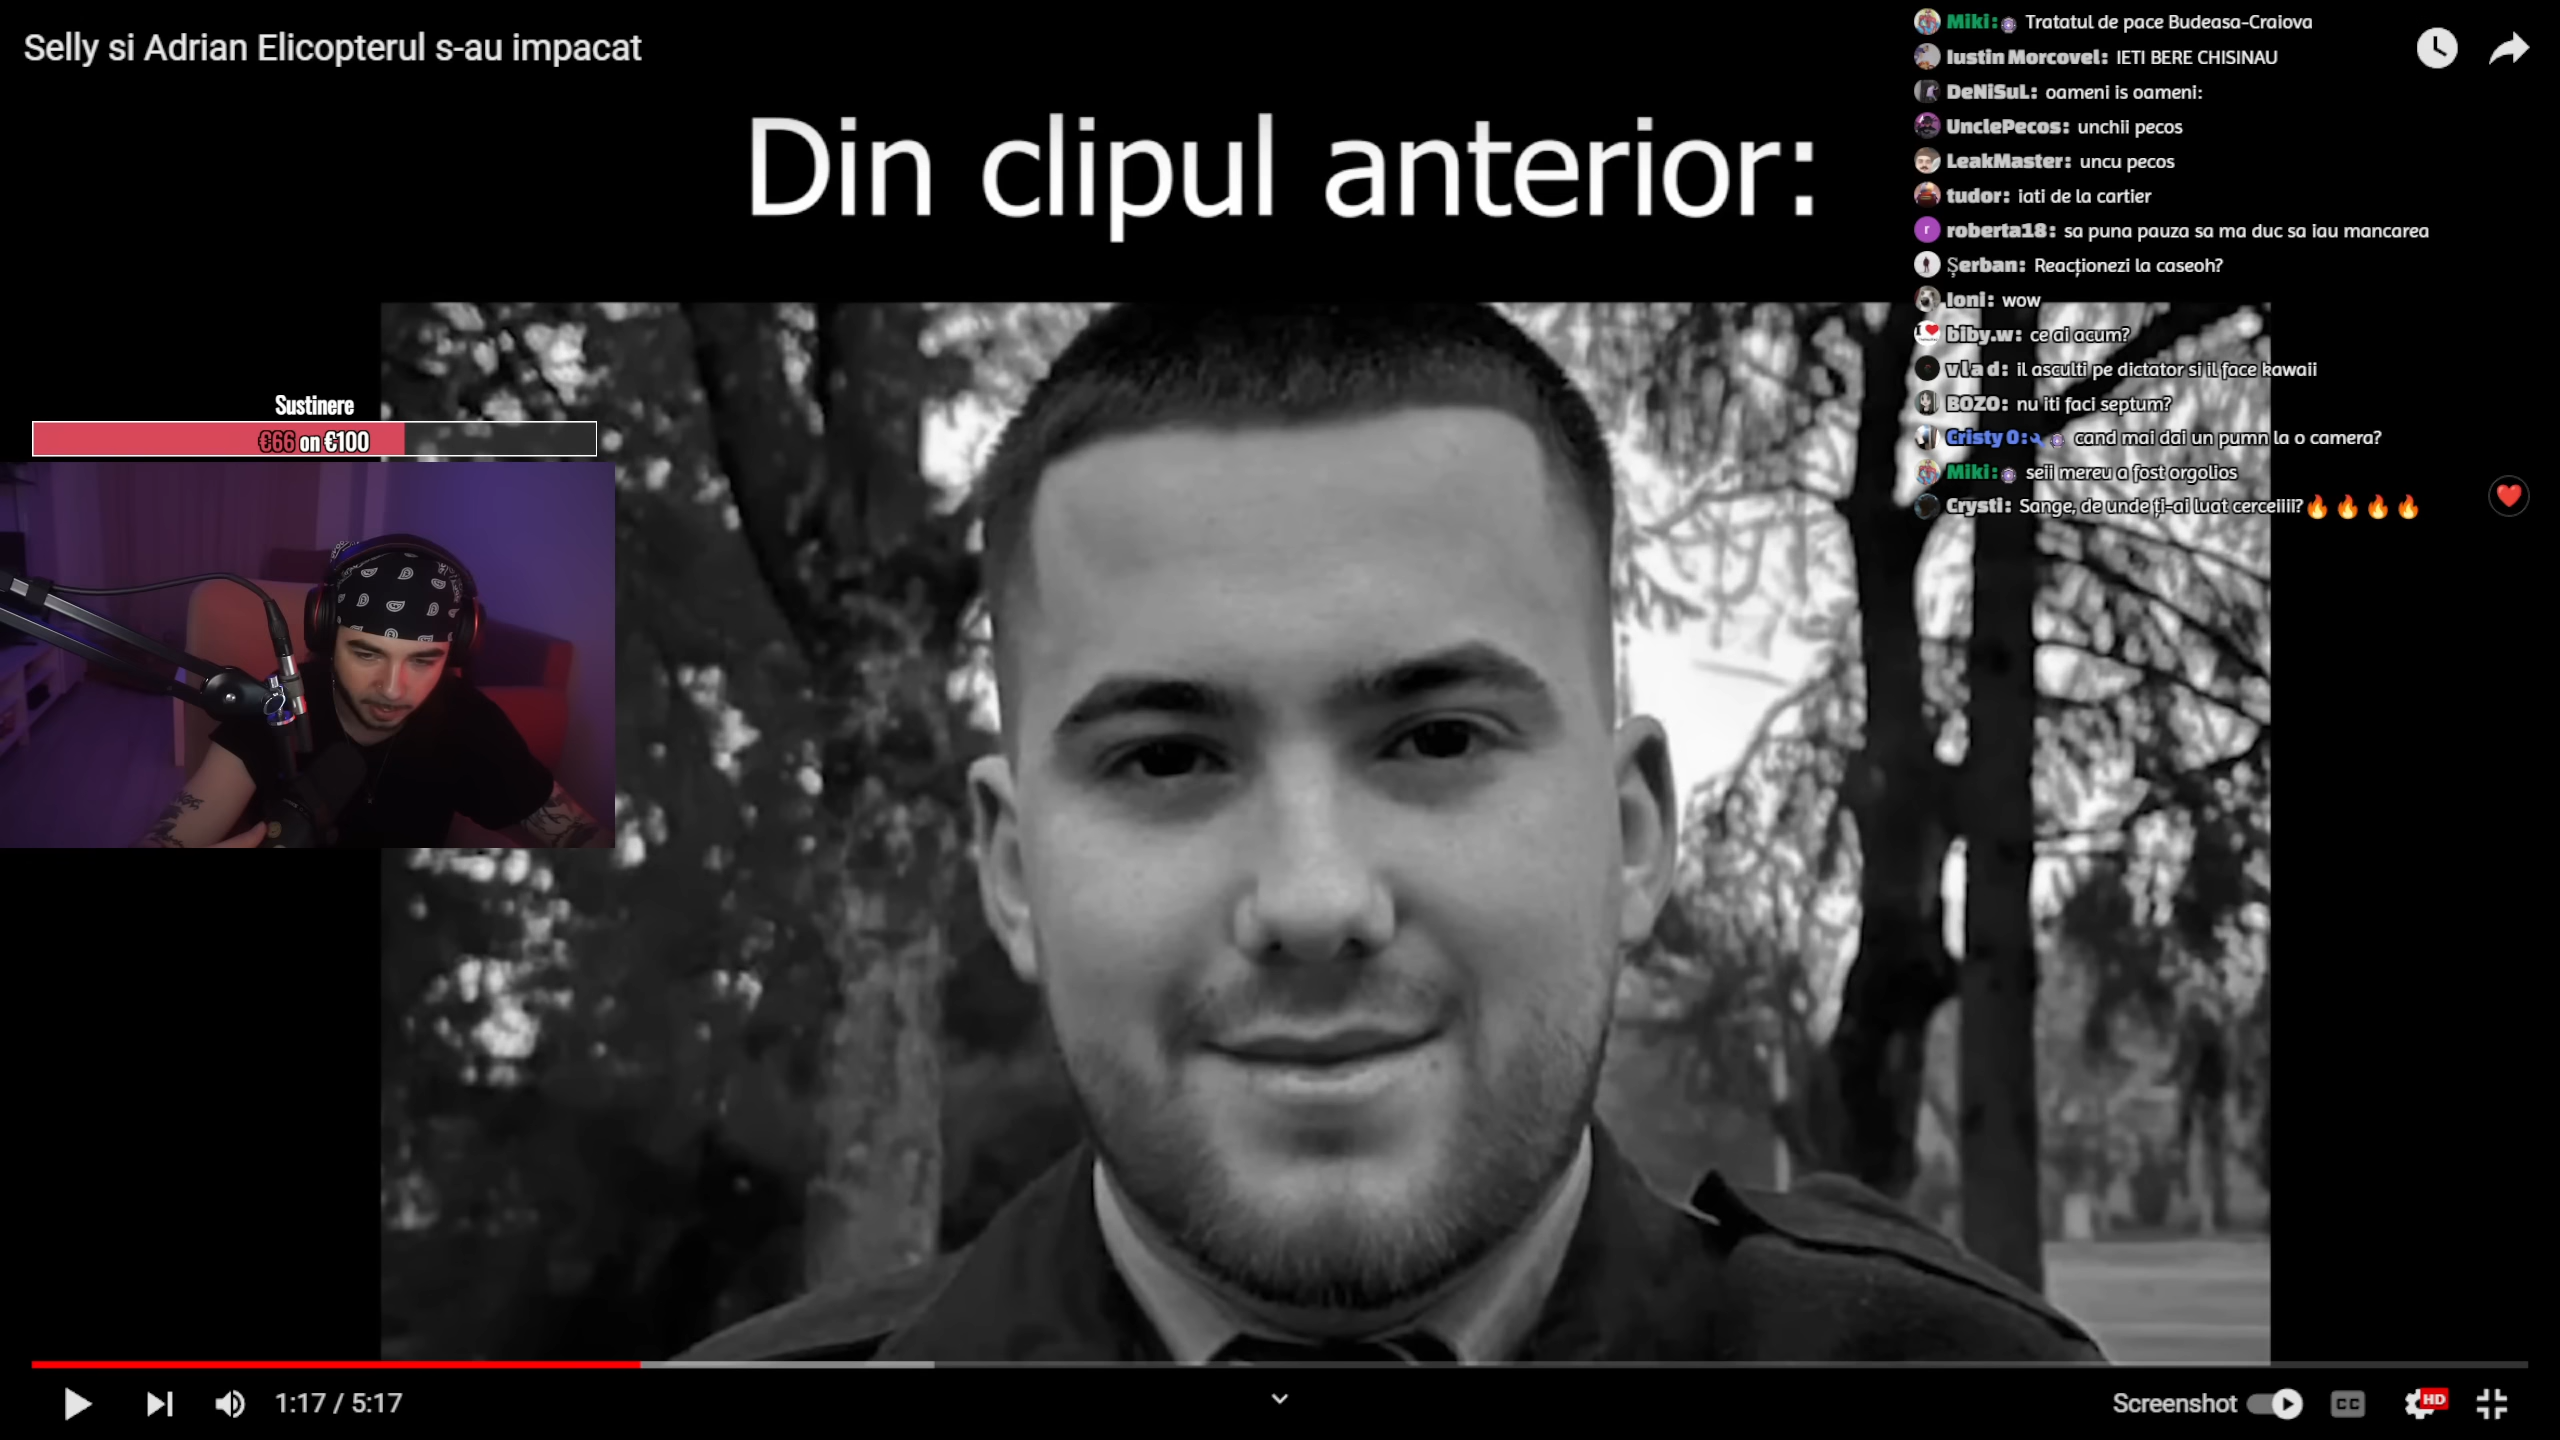 Selly si Adrian Elicopterul s-au impacat
Din clipul anterior:
Miki: Tratatul de pace Budeasa-Craiova
Iustin Morcovel: IETI BERE CHISINAU
DeNiSuL: oameni is oameni:
UnclePecos: unchii pecos
LeakMaster: uncu pecos
tudor: iati de la cartier
r roberta18: sa puna pauza sa ma duc sa iau mancarea
Șerban: Reacționezi la caseoh?
Ioni: wow
biby.w: ce ai acum?
vlad: il asculti pe dictator si il face kawaii
BOZO: nu iti faci septum?
Cristy O: cand mai dai un pumn la o camera?
Miki: seii mereu a fost orgolios
Crysti: Sange, de unde ți-ai luat cerceiiii?🔥🔥🔥🔥
Sustinere
€66 on €100
1:17 / 5:17
Screenshot
CC
HD